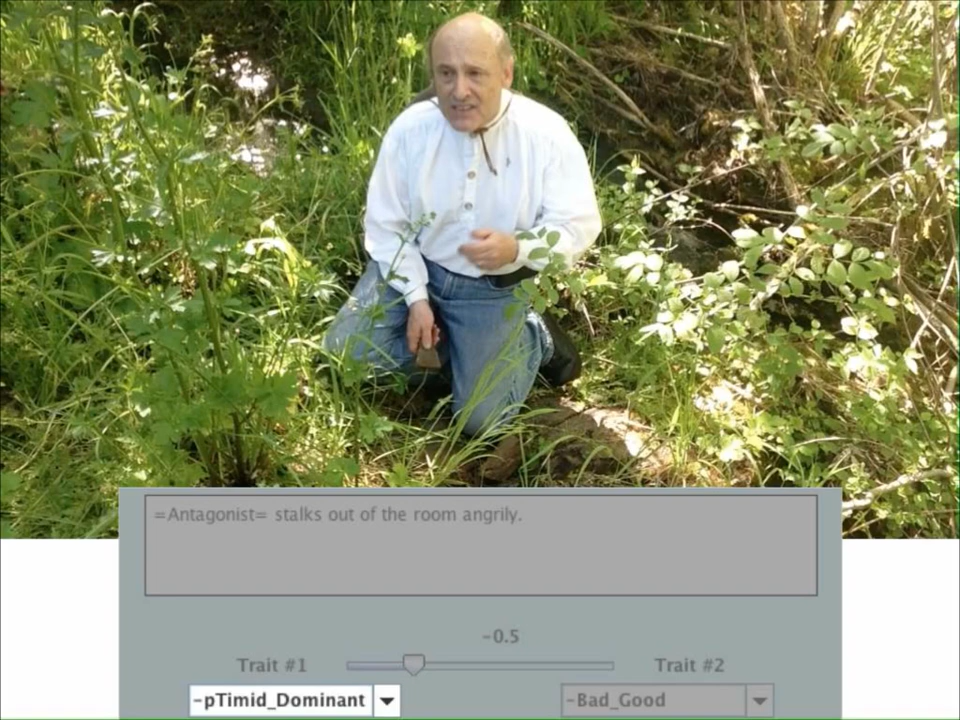 =Antagonist= stalks out of the room angrily.
-0.5
Trait #1 Trait #2
-pTimid_Dominant -Bad_Good